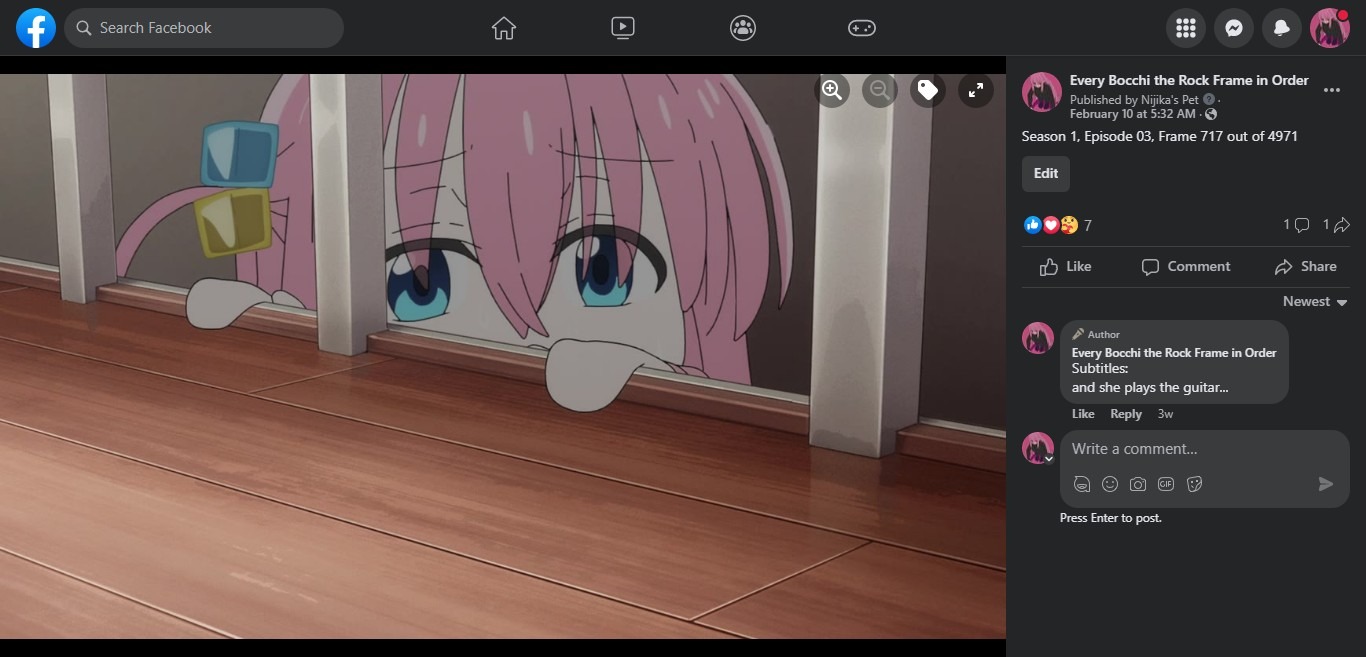 Search Facebook
Every Bocchi the Rock Frame in Order
Published by Nijika's Pet ·
February 10 at 5:32 AM ·
Season 1, Episode 03, Frame 717 out of 4971
Edit
7
1 1
Like Comment Share
Newest
Author
Every Bocchi the Rock Frame in Order
Subtitles:
and she plays the guitar...
Like Reply 3w
Write a comment...
GIF
Press Enter to post.